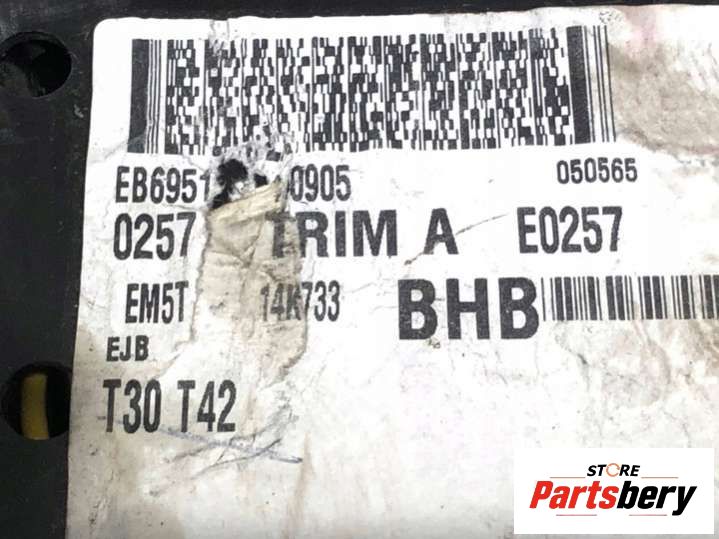 EB6951 0905 050565
0257 TRIM A E0257
EM5T 14K733 BHB
EJB
T30 T42
STORE
Partsbery